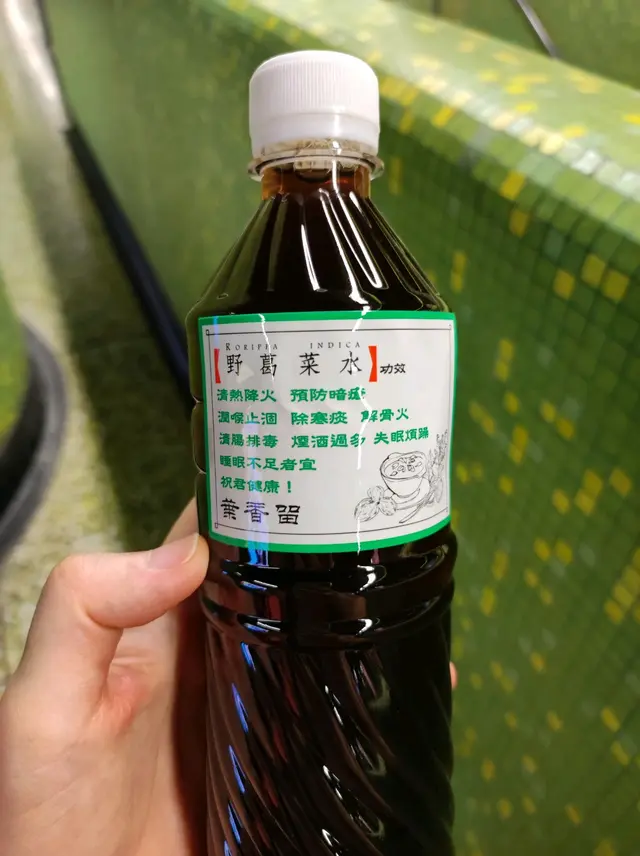 RORIPPA INDICA
【野葛菜水】功效
清熱降火 預防暗瘡
潤喉止涸 除寒痰 解骨火
清腸排毒 煙酒過多 失眠煩躁
睡眠不足者宜
祝君健康！
葉香留